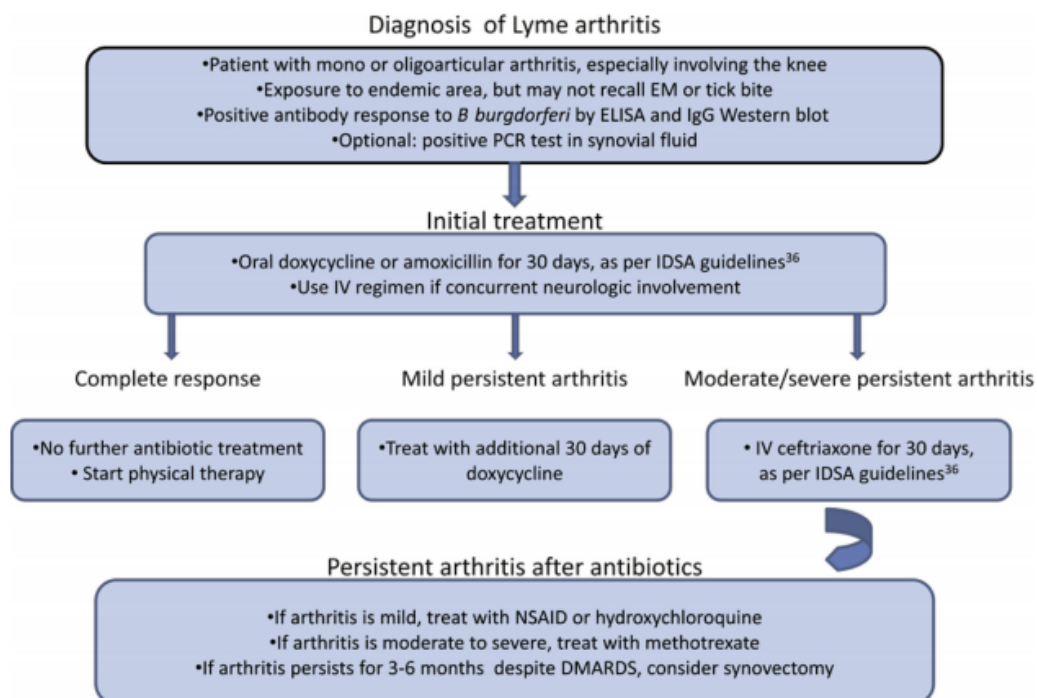 Diagnosis of Lyme arthritis
•Patient with mono or oligoarticular arthritis, especially involving the knee
•Exposure to endemic area, but may not recall EM or tick bite
•Positive antibody response to B burgdorferi by ELISA and IgG Western blot
•Optional: positive PCR test in synovial fluid
Initial treatment
•Oral doxycycline or amoxicillin for 30 days, as per IDSA guidelines³⁶
•Use IV regimen if concurrent neurologic involvement
Complete response
•No further antibiotic treatment
• Start physical therapy
Mild persistent arthritis
•Treat with additional 30 days of
doxycycline
Moderate/severe persistent arthritis
• IV ceftriaxone for 30 days,
as per IDSA guidelines³⁶
Persistent arthritis after antibiotics
•If arthritis is mild, treat with NSAID or hydroxychloroquine
•If arthritis is moderate to severe, treat with methotrexate
•If arthritis persists for 3-6 months despite DMARDS, consider synovectomy